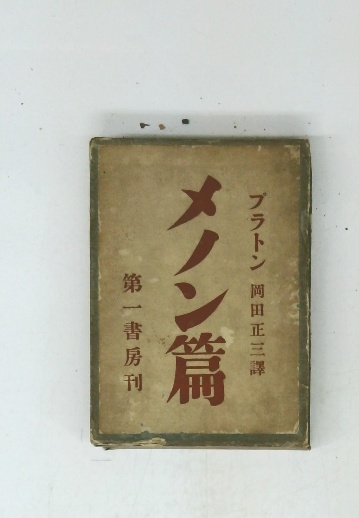 プラトン 岡田正三譯
メノン篇
第一書房刊